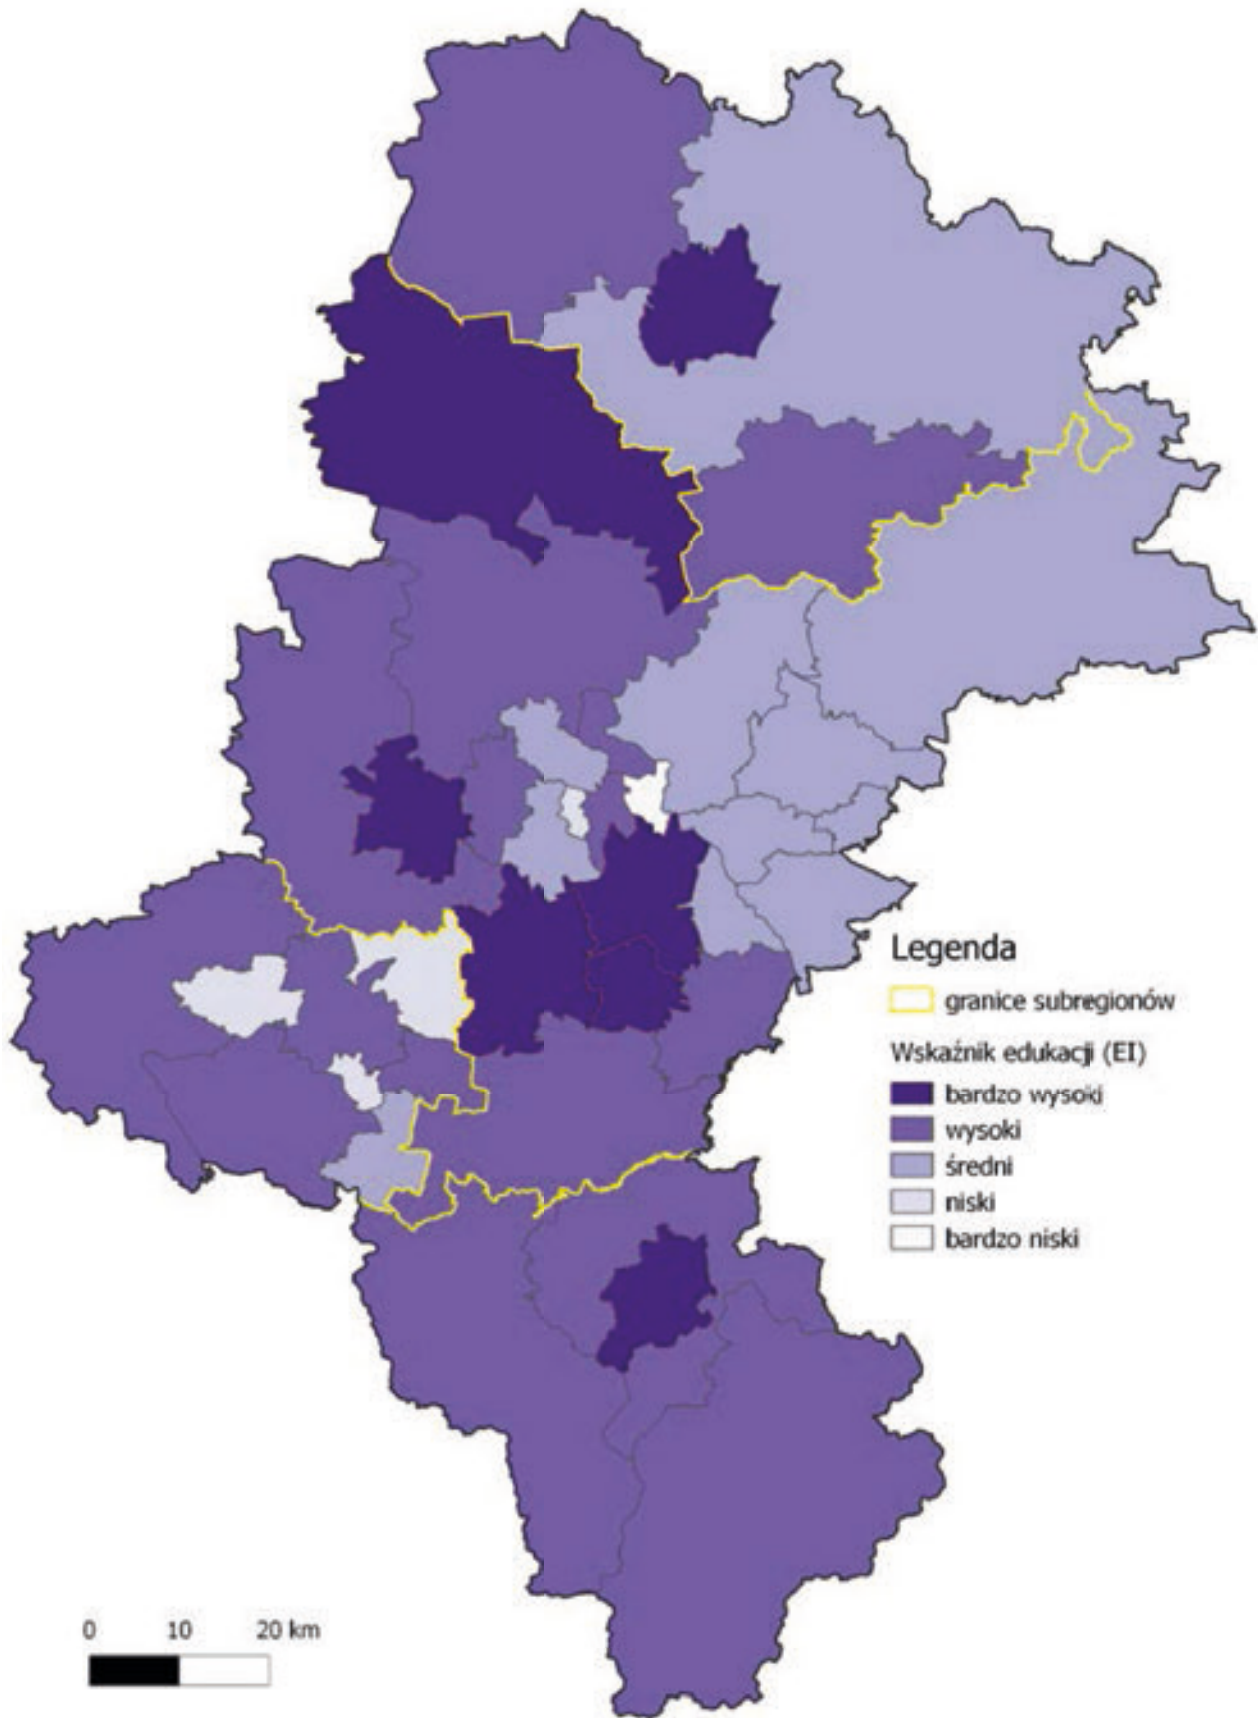 Legenda
granice subregionów
Wskaźnik edukacji (EI)
bardzo wysoki
wysoki
średni
niski
bardzo niski
0 10 20 km